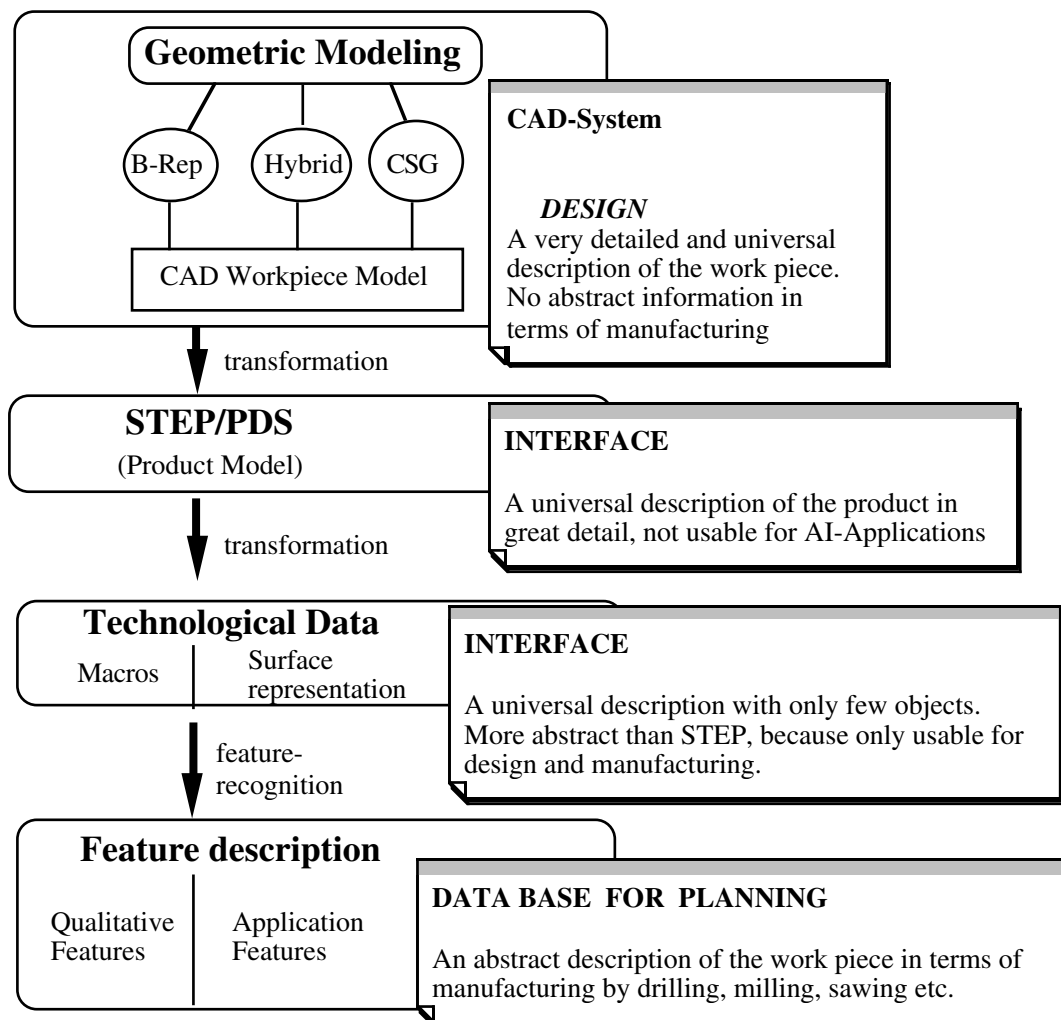 Geometric Modeling
B-Rep
Hybrid
CSG
CAD Workpiece Model
CAD-System
DESIGN
A very detailed and universal
description of the work piece.
No abstract information in
terms of manufacturing
transformation
STEP/PDS
(Product Model)
INTERFACE
A universal description of the product in
great detail, not usable for AI-Applications
transformation
Technological Data
Macros
Surface
representation
INTERFACE
A universal description with only few objects.
More abstract than STEP, because only usable for
design and manufacturing.
feature-
recognition
Feature description
Qualitative
Features
Application
Features
DATA BASE FOR PLANNING
An abstract description of the work piece in terms of
manufacturing by drilling, milling, sawing etc.